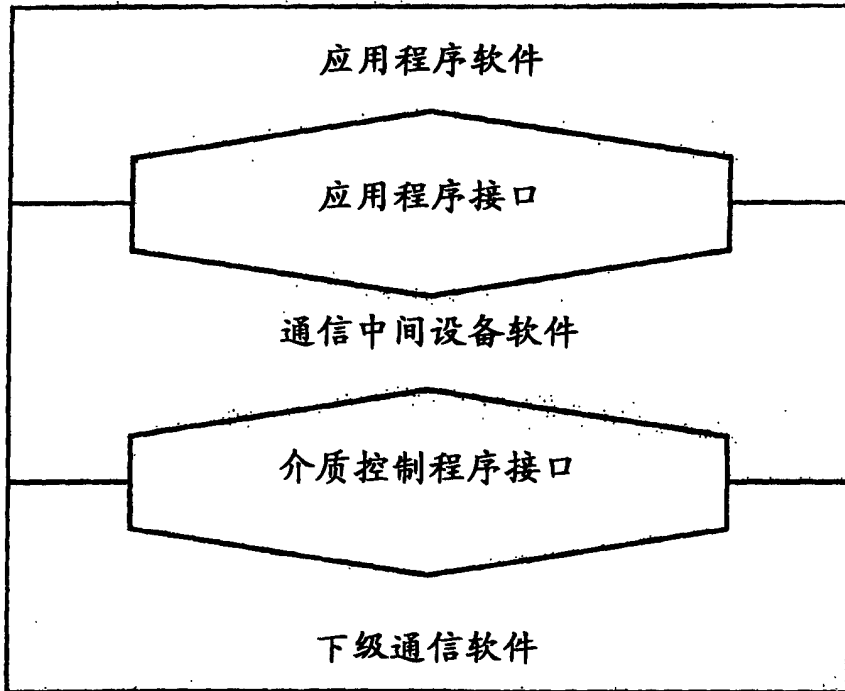 应用程序软件
应用程序接口
通信中间设备软件
介质控制程序接口
下级通信软件